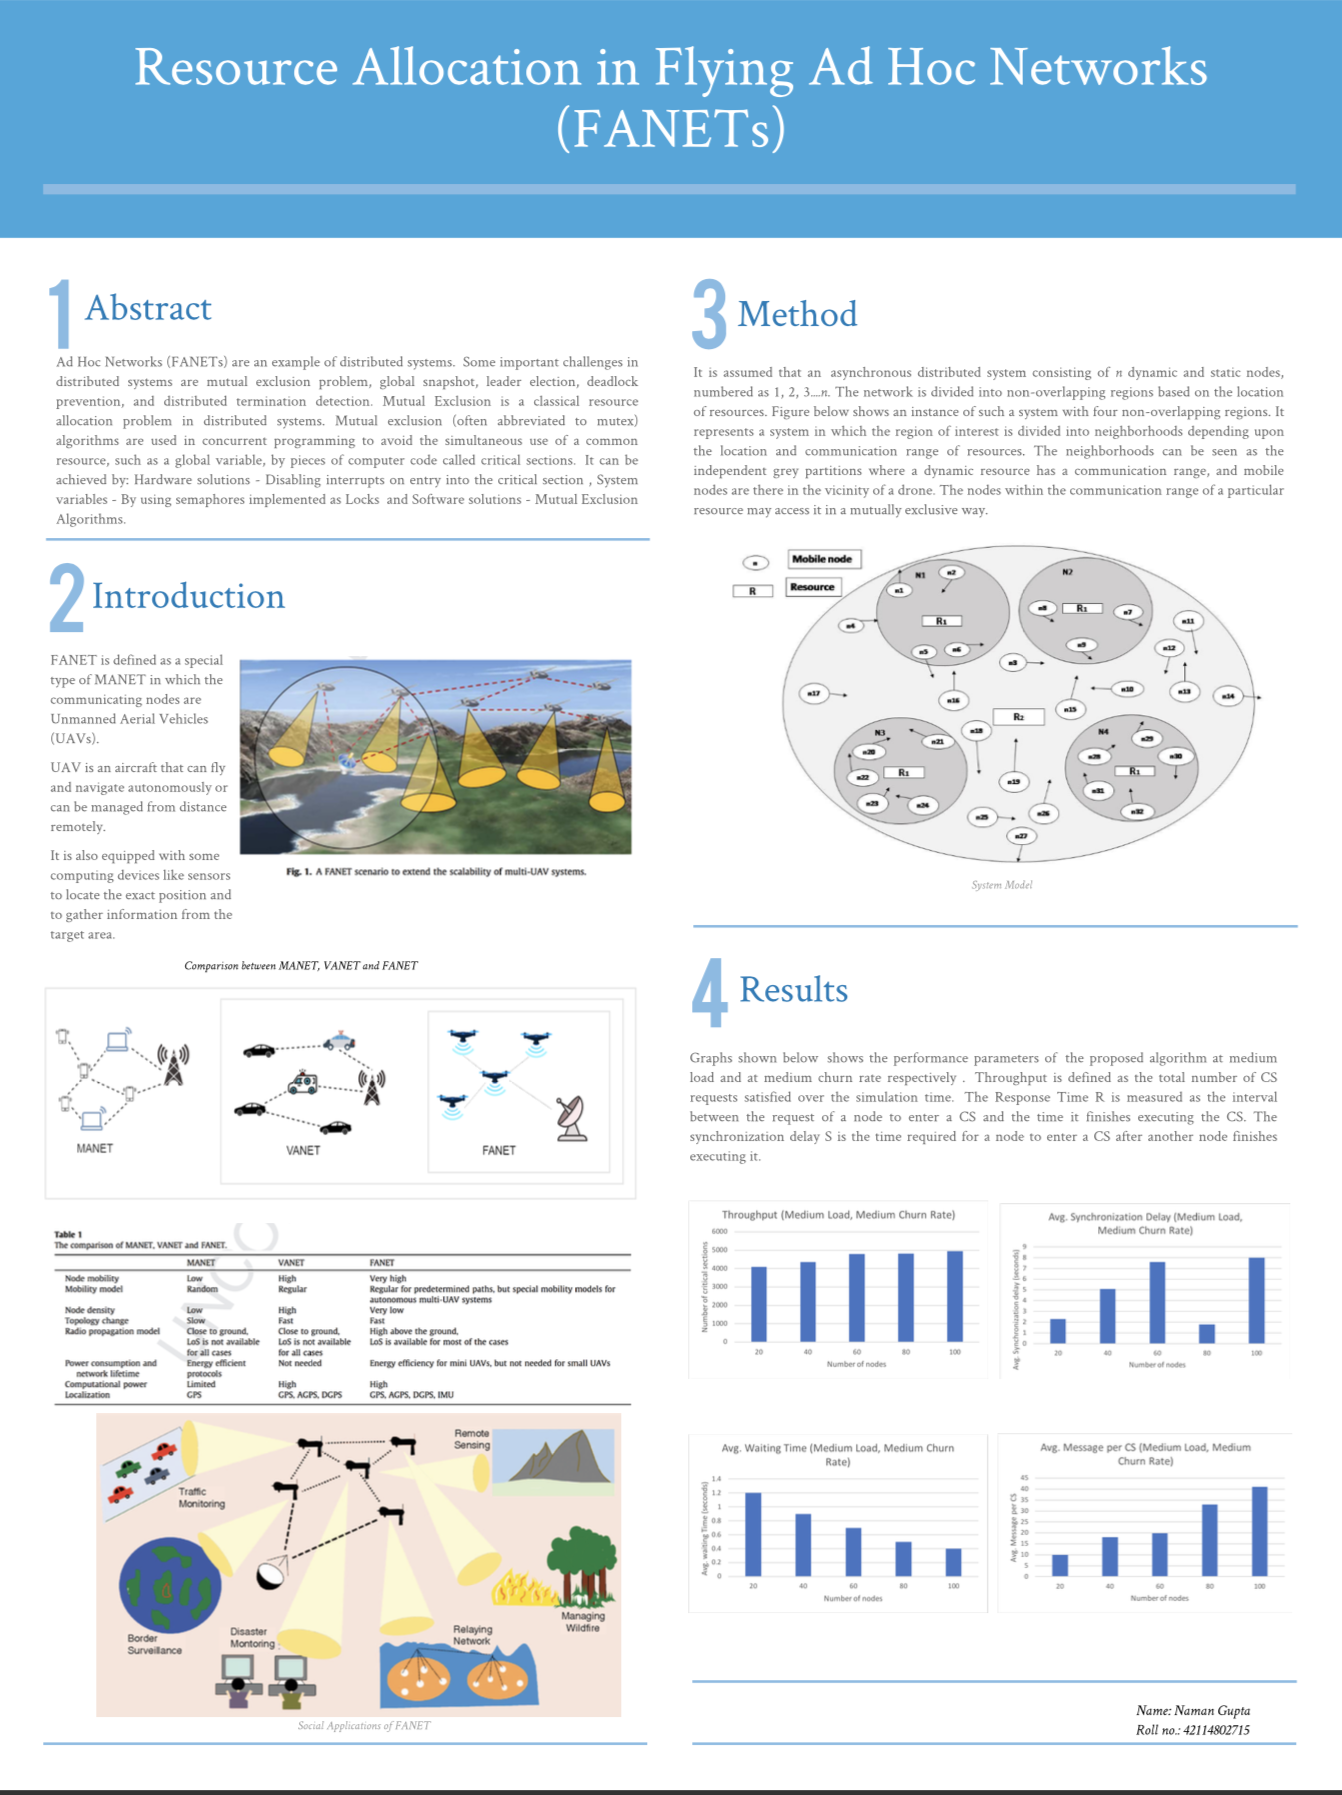 Resource Allocation in Flying Ad Hoc Networks
(FANETs)
1 Abstract
Ad Hoc Networks (FANETs) are an example of distributed systems. Some important challenges in
distributed systems are mutual exclusion problem, global snapshot, leader election, deadlock
prevention, and distributed termination detection. Mutual Exclusion is a classical resource
allocation problem in distributed systems. Mutual exclusion (often abbreviated to mutex)
algorithms are used in concurrent programming to avoid the simultaneous use of a common
resource, such as a global variable, by pieces of computer code called critical sections. It can be
achieved by: Hardware solutions - Disabling interrupts on entry into the critical section , System
variables - By using semaphores implemented as Locks and Software solutions - Mutual Exclusion
Algorithms.
2 Introduction
FANET is defined as a special
type of MANET in which the
communicating nodes are
Unmanned Aerial Vehicles
(UAVs).
UAV is an aircraft that can fly
and navigate autonomously or
can be managed from distance
remotely.
It is also equipped with some
computing devices like sensors
to locate the exact position and
to gather information from the
target area.
Fig. 1. A FANET scenario to extend the scalability of multi-UAV systems.
Comparison between MANET, VANET and FANET
MANET
VANET
FANET
Table 1
The comparison of MANET, VANET and FANET.
MANET VANET FANET
Node mobility Low High Very high
Mobility model Random Regular Regular for predetermined paths, but special mobility models for
autonomous multi-UAV systems
Node density Low High Very low
Topology change Slow Fast Fast
Radio propagation model Close to ground, Close to ground, High above the ground,
LoS is not available LoS is not available LoS is available for most of the cases
for all cases for all cases
Power consumption and Energy efficient Not needed Energy efficiency for mini UAVs, but not needed for small UAVs
network lifetime protocols
Computational power Limited High High
Localization GPS GPS, AGPS, DGPS GPS, AGPS, DGPS, IMU
Remote
Sensing
Traffic
Monitoring
Border
Surveillance
Disaster
Montoring
Relaying
Network
Managing
Wildfire
Social Applications of FANET
3 Method
It is assumed that an asynchronous distributed system consisting of n dynamic and static nodes,
numbered as 1, 2, 3....n. The network is divided into non-overlapping regions based on the location
of resources. Figure below shows an instance of such a system with four non-overlapping regions. It
represents a system in which the region of interest is divided into neighborhoods depending upon
the location and communication range of resources. The neighborhoods can be seen as the
independent grey partitions where a dynamic resource has a communication range, and mobile
nodes are there in the vicinity of a drone. The nodes within the communication range of a particular
resource may access it in a mutually exclusive way.
n Mobile node
R Resource
N1
n1
n2
R1
n5
n6
N2
n8
R1
n7
n9
n4
n3
n11
n12
n13
n14
n10
n15
n16
n17
R2
n18
n19
N3
n20
n21
n22
R1
n23
n24
N4
n28
n29
n30
R1
n31
n32
n25
n26
n27
System Model
4 Results
Graphs shown below shows the performance parameters of the proposed algorithm at medium
load and at medium churn rate respectively . Throughput is defined as the total number of CS
requests satisfied over the simulation time. The Response Time R is measured as the interval
between the request of a node to enter a CS and the time it finishes executing the CS. The
synchronization delay S is the time required for a node to enter a CS after another node finishes
executing it.
Throughput (Medium Load, Medium Churn Rate)
Number of critical sections
6000
5000
4000
3000
2000
1000
0
20 40 60 80 100
Number of nodes
Avg. Synchronization Delay (Medium Load,
Medium Churn Rate)
Avg. Synchronization delay (seconds)
9
8
7
6
5
4
3
2
1
0
20 40 60 80 100
Number of nodes
Avg. Waiting Time (Medium Load, Medium Churn
Rate)
Avg. waiting Time (seconds)
1.4
1.2
1
0.8
0.6
0.4
0.2
0
20 40 60 80 100
Number of nodes
Avg. Message per CS (Medium Load, Medium
Churn Rate)
Avg. Message per CS
45
40
35
30
25
20
15
10
5
0
20 40 60 80 100
Number of nodes
Name: Naman Gupta
Roll no.: 42114802715